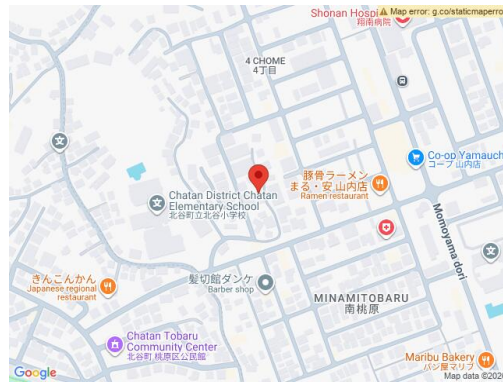 Shonan Hospi
翔南病院
Map error: g.co/staticmaperro
4 CHOME
4丁目
文
Co-op Yamauch
コープ 山内店
豚骨ラーメン
まる・安 山内店
Ramen restaurant
Chatan District Chatan
Elementary School
北谷町立北谷小学校
文
Momoyama dori
きんこんかん
Japanese regional
restaurant
髪切館ダンケ
Barber shop
文
MINAMITOBARU
南桃原
Chatan Tobaru
Community Center
北谷町 桃原区公民館
Maribu Bakery
パン屋マリブ
Google
Map data ©202